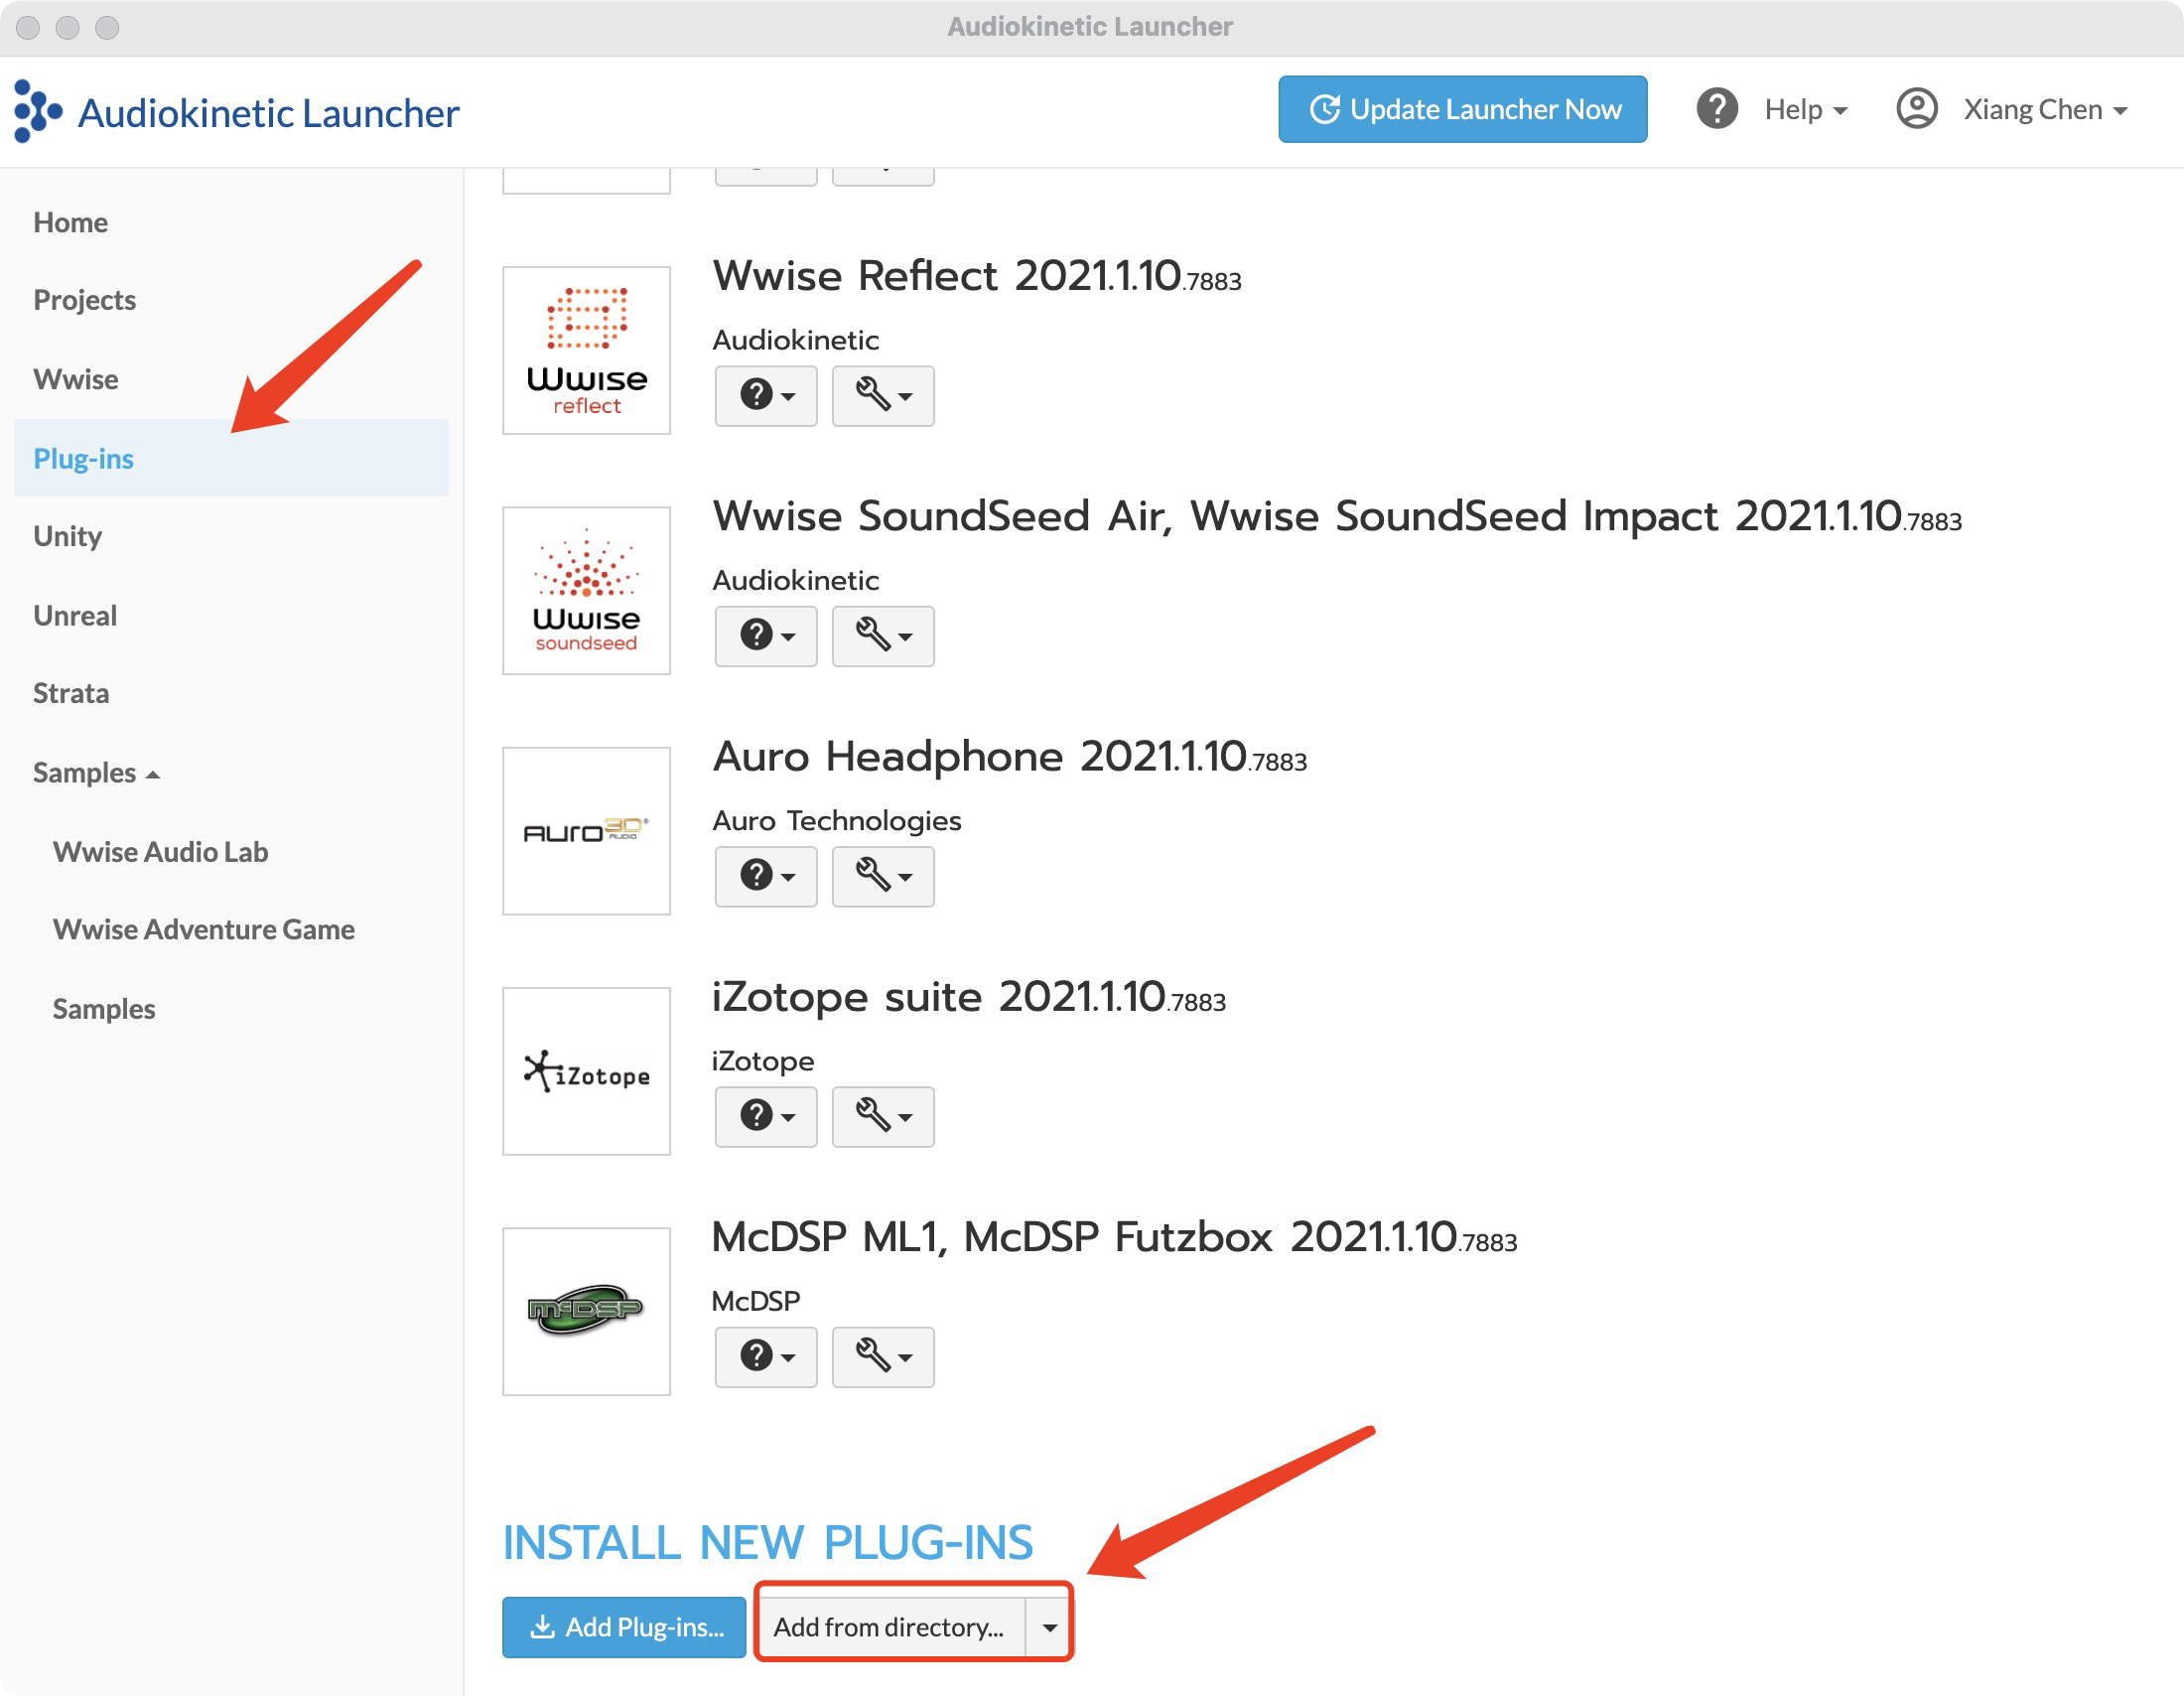 Audiokinetic Launcher
Audiokinetic Launcher
Update Launcher Now
Help
Xiang Chen
Home
Projects
Wwise
Plug-ins
Unity
Unreal
Strata
Samples
Wwise Audio Lab
Wwise Adventure Game
Samples
Wwise Reflect 2021.1.10.7883
Audiokinetic
Wwise
reflect
Wwise SoundSeed Air, Wwise SoundSeed Impact 2021.1.10.7883
Audiokinetic
Wwise
soundseed
Auro Headphone 2021.1.10.7883
Auro Technologies
AURO 3D®
AUDIO
iZotope suite 2021.1.10.7883
iZotope
iZotope
McDSP ML1, McDSP Futzbox 2021.1.10.7883
McDSP
McDSP
INSTALL NEW PLUG-INS
Add Plug-ins...
Add from directory...